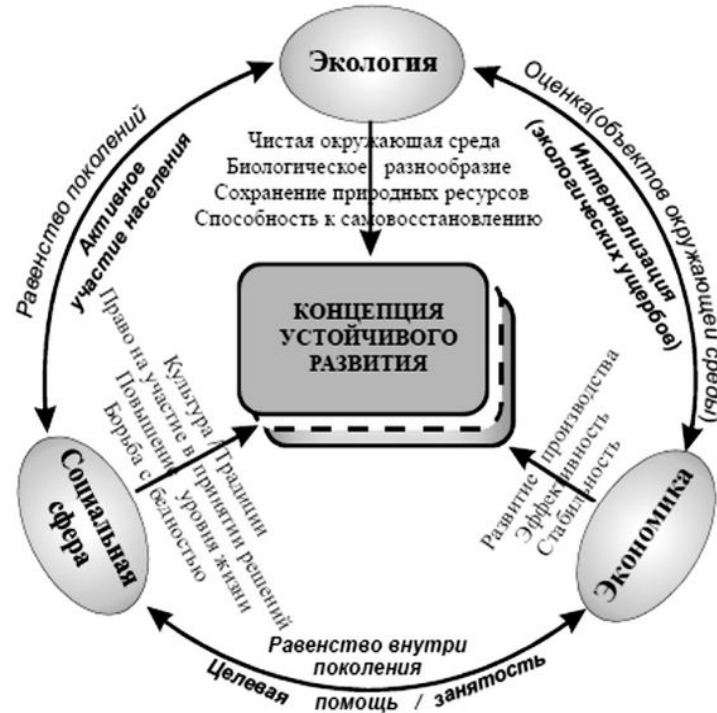 Экология
Чистая окружающая среда
Биологическое разнообразие
Сохранение природных ресурсов
Способность к самовосстановлению
Равенство поколений
Активное
участие населения
Оценка(объектов окружающей среды)
Интернализация
(экологических ущербов)
КОНЦЕПЦИЯ
УСТОЙЧИВОГО
РАЗВИТИЯ
Социальная
сфера
Культура / Традиции
Право на участие в принятии решений
Повышение уровня жизни
Борьба с бедностью
Развитие производства
Эффективность
Стабильность
Экономика
Равенство внутри
поколения
Целевая помощь / занятость